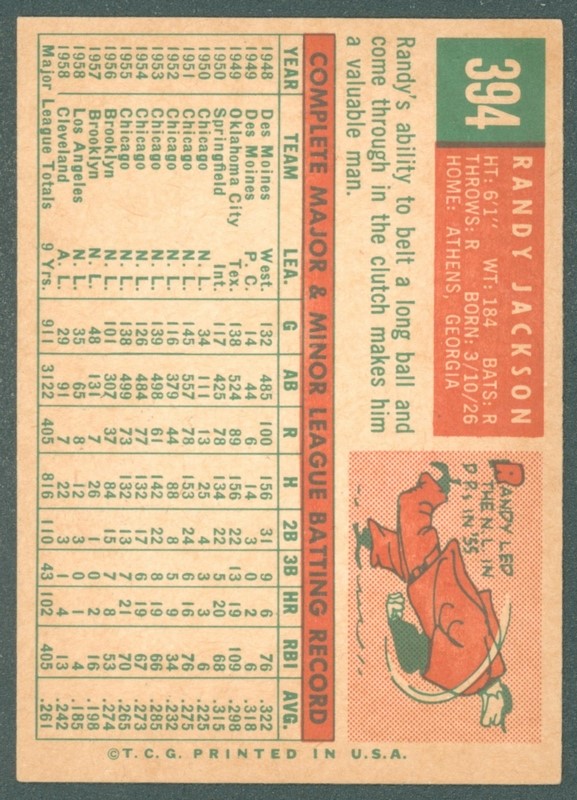 394
RANDY JACKSON
HT: 6'1" WT: 184 BATS: R
THROWS: R BORN: 3/10/26
HOME: ATHENS, GEORGIA
Randy's ability to belt a long ball and
come through in the clutch makes him
a valuable man.
RANDY LED
THE N.L. IN
D.P.s IN '55
COMPLETE MAJOR & MINOR LEAGUE BATTING RECORD
YEAR TEAM LEA. G AB R H 2B 3B HR RBI AVG.
1948 Des Moines West. 132 485 100 156 31 9 6 76 .322
1949 Des Moines P. C. 14 44 6 14 3 0 2 6 .318
1949 Oklahoma City Tex. 138 524 89 156 22 13 19 109 .298
1950 Springfield Int. 117 425 78 134 22 5 20 68 .315
1950 Chicago N. L. 34 111 13 25 4 3 3 6 .225
1951 Chicago N. L. 145 557 78 153 24 6 16 76 .275
1952 Chicago N. L. 116 379 44 88 8 5 9 34 .232
1953 Chicago N. L. 139 498 61 142 22 8 19 66 .285
1954 Chicago N. L. 126 484 77 132 17 6 19 67 .273
1955 Chicago N. L. 138 499 73 132 13 7 21 70 .265
1956 Brooklyn N. L. 101 307 37 84 15 7 8 53 .274
1957 Brooklyn N. L. 48 131 7 26 1 0 2 16 .198
1958 Los Angeles N. L. 35 65 8 12 3 0 1 4 .185
1958 Cleveland A. L. 29 91 7 22 3 1 4 13 .242
Major League Totals 9 Yrs. 911 3122 405 816 110 43 102 405 .261
©T.C.G. PRINTED IN U.S.A.